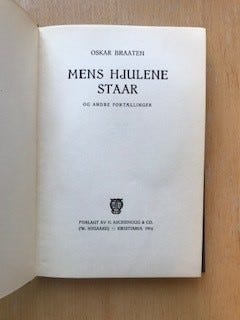 OSKAR BRAATEN
MENS HJULENE
STAAR
OG ANDRE FORTÆLLINGER
FORLAGT AV H. ASCHEHOUG & CO.
(W. NYGAARD) :: KRISTIANIA